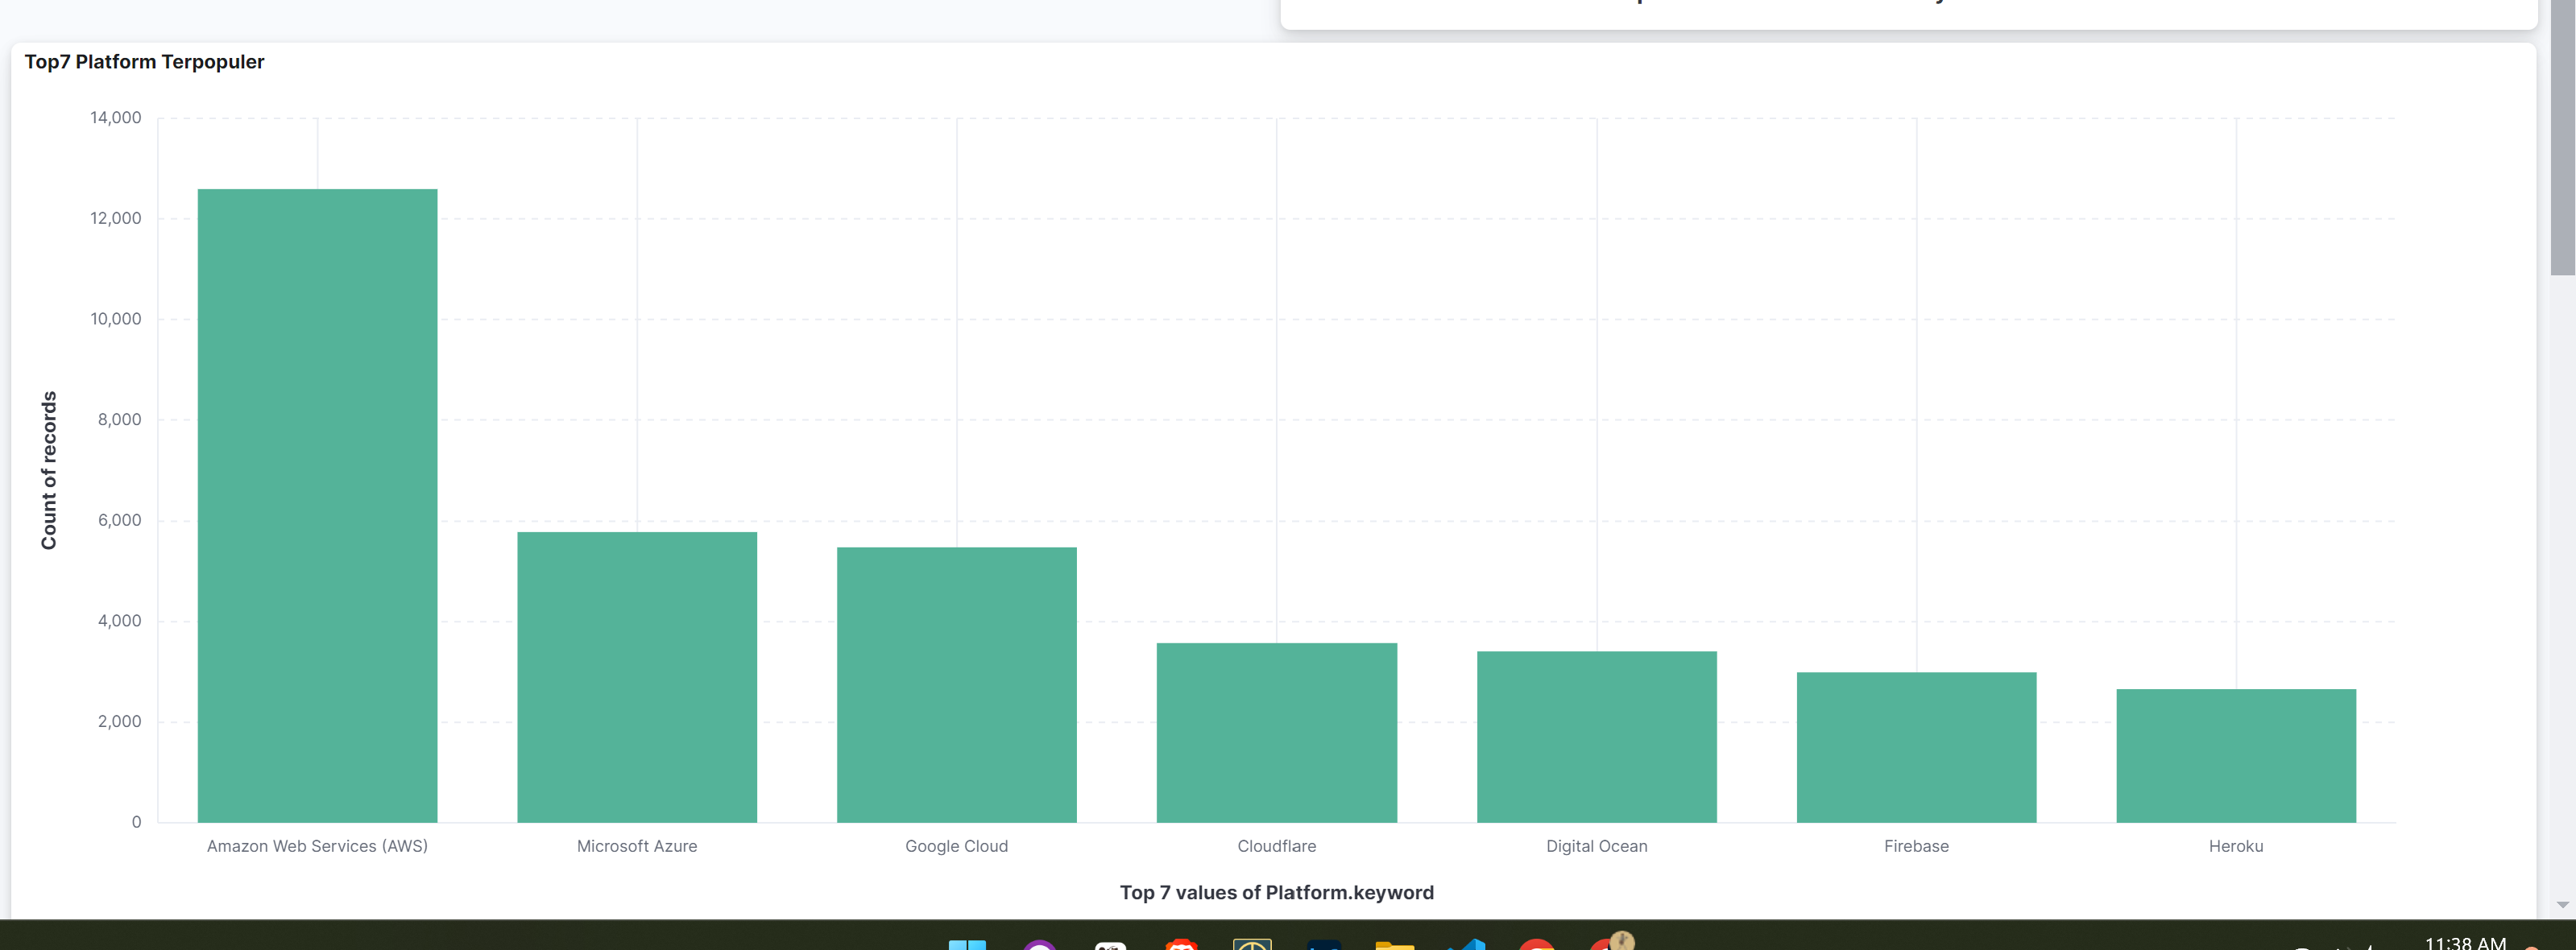 Top7 Platform Terpopuler
14,000
12,000
10,000
8,000
6,000
4,000
2,000
0
Count of records
Amazon Web Services (AWS) Microsoft Azure Google Cloud Cloudflare Digital Ocean Firebase Heroku
Top 7 values of Platform.keyword
11:38 AM